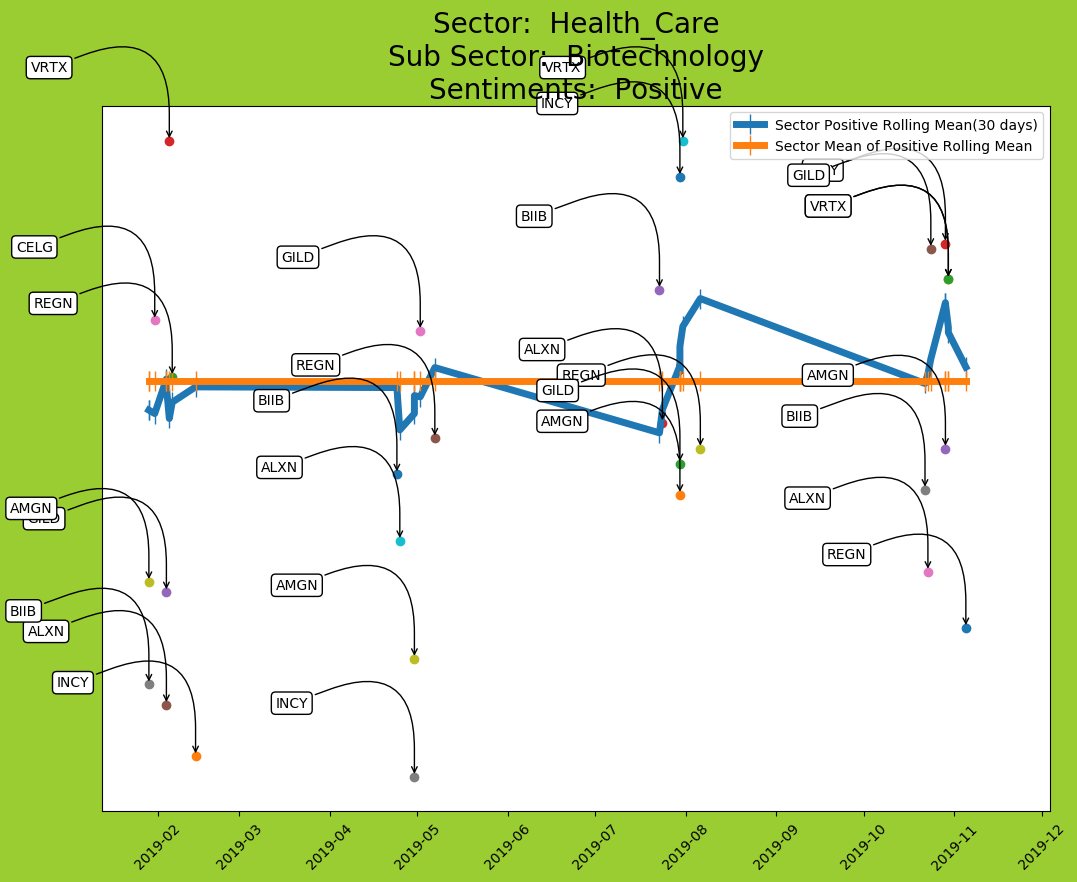 Sector:  Health_Care
Sub Sector:  Biotechnology
Sentiments:  Positive
VRTX
VRTX
INCY
Sector Positive Rolling Mean(30 days)
Sector Mean of Positive Rolling Mean
GILD
VRTX
BIIB
CELG
GILD
REGN
ALXN
REGN
REGN
AMGN
GILD
BIIB
BIIB
AMGN
ALXN
ALXN
AMGN
GILD
REGN
AMGN
BIIB
ALXN
INCY
INCY
2019-02
2019-03
2019-04
2019-05
2019-06
2019-07
2019-08
2019-09
2019-10
2019-11
2019-12